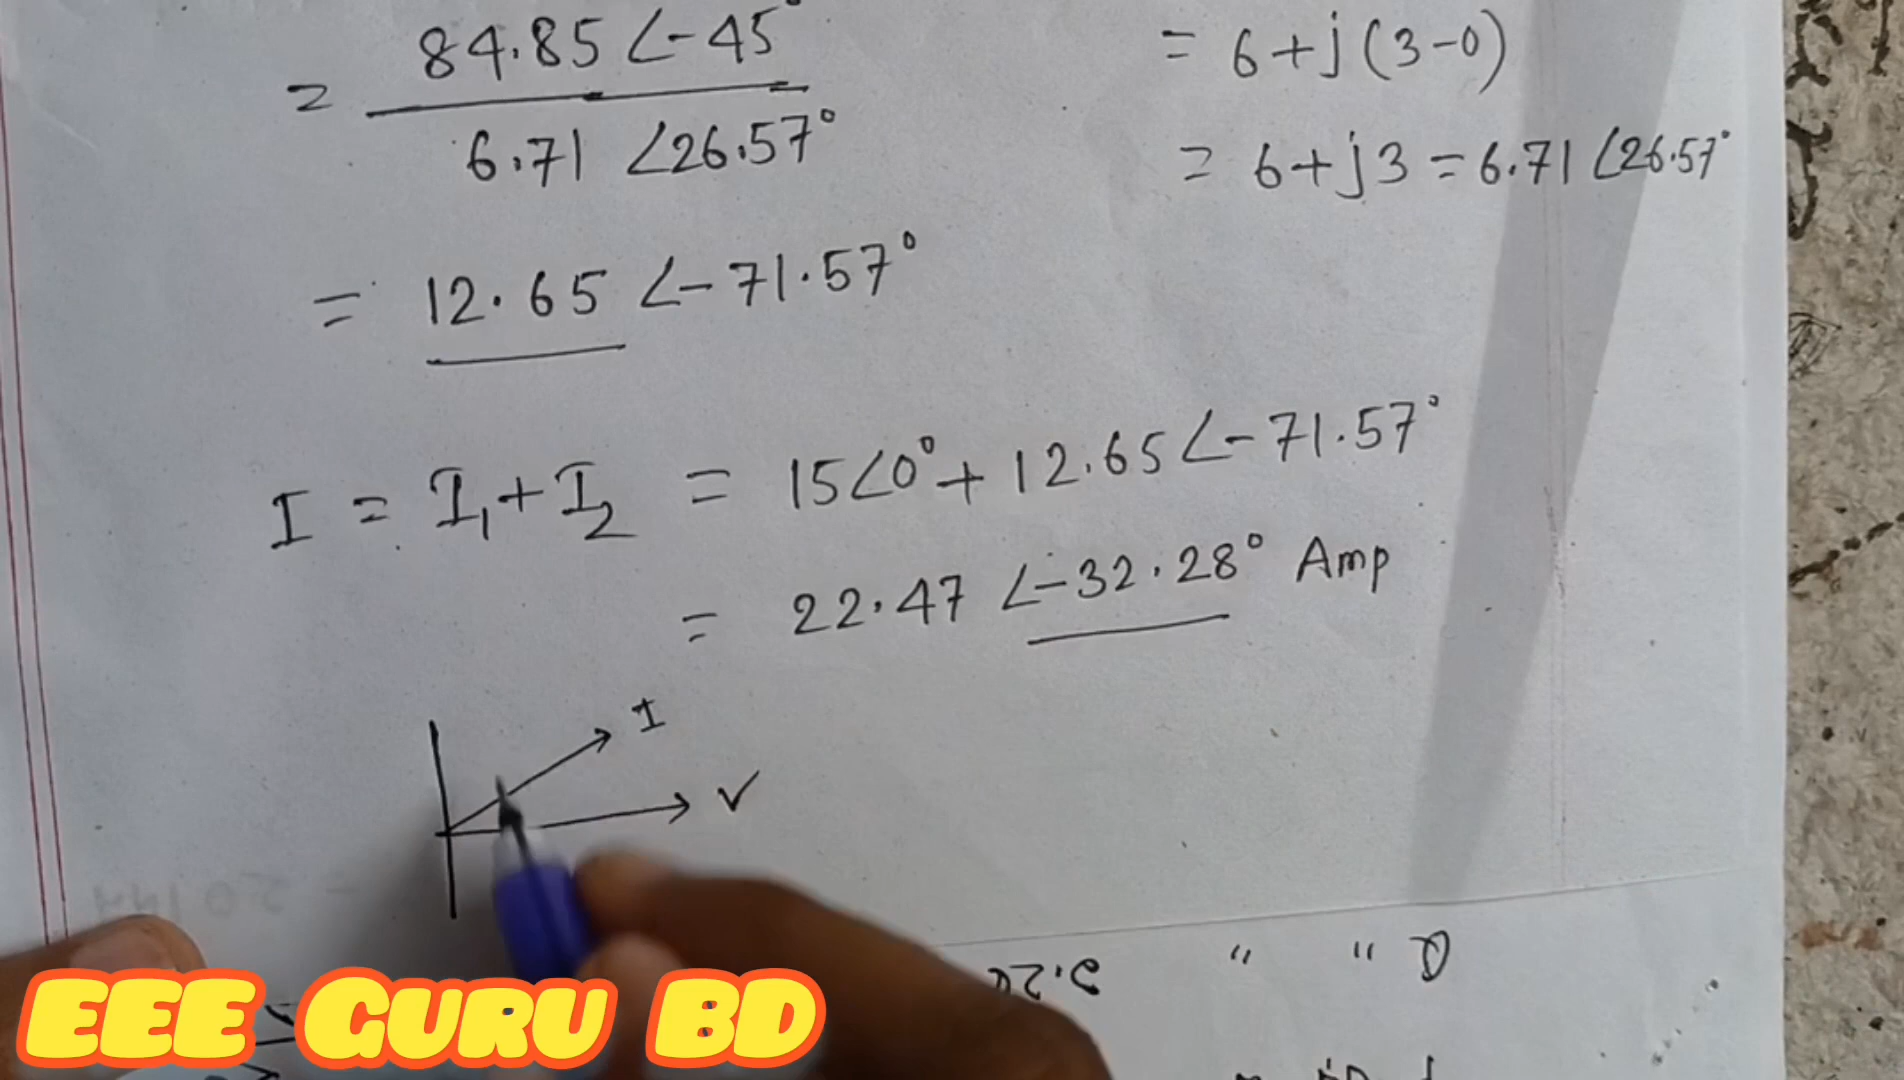 = 84.85 ∠-45° / 6.71 ∠26.57°
= 6+j(3-0)
= 6+j3 = 6.71 ∠26.57°
= 12.65 ∠-71.57°
I = I₁+I₂ = 15∠0° + 12.65 ∠-71.57°
= 22.47 ∠-32.28° Amp
I
V
EEE GURU BD